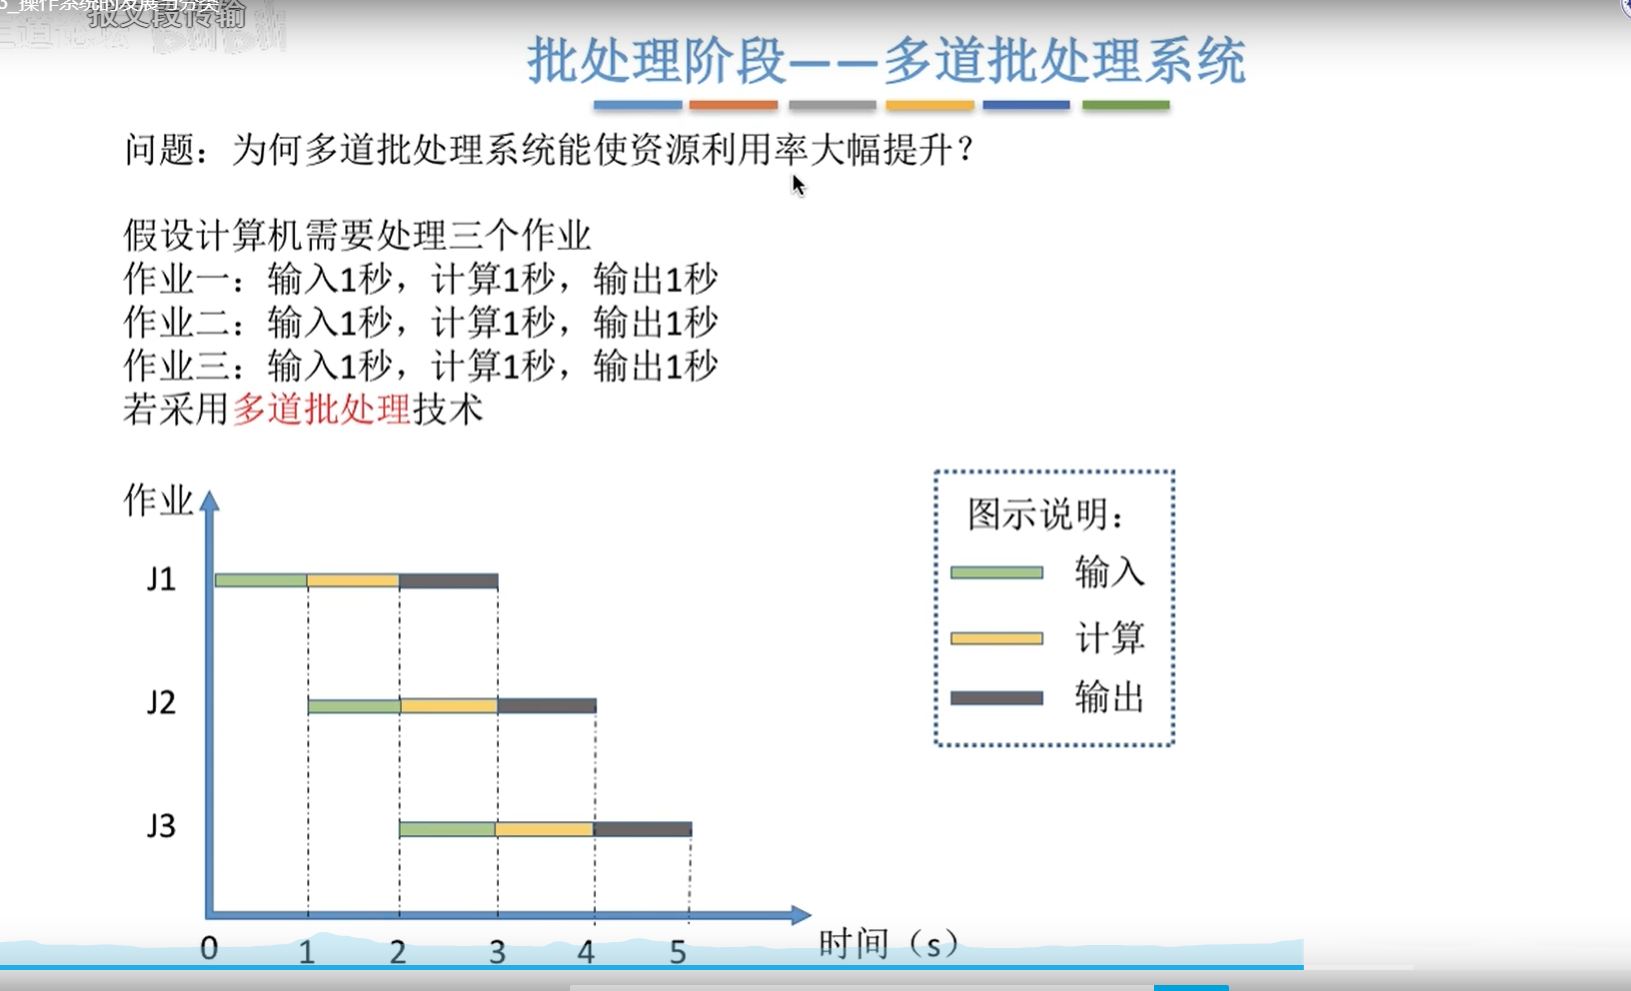 3_操作系统的发展与分类
报文段传输
批处理阶段——多道批处理系统
问题：为何多道批处理系统能使资源利用率大幅提升？
假设计算机需要处理三个作业
作业一：输入1秒，计算1秒，输出1秒
作业二：输入1秒，计算1秒，输出1秒
作业三：输入1秒，计算1秒，输出1秒
若采用多道批处理技术
作业
图示说明：
J1
输入
计算
J2
输出
J3
0 1 2 3 4 5
时间（s）